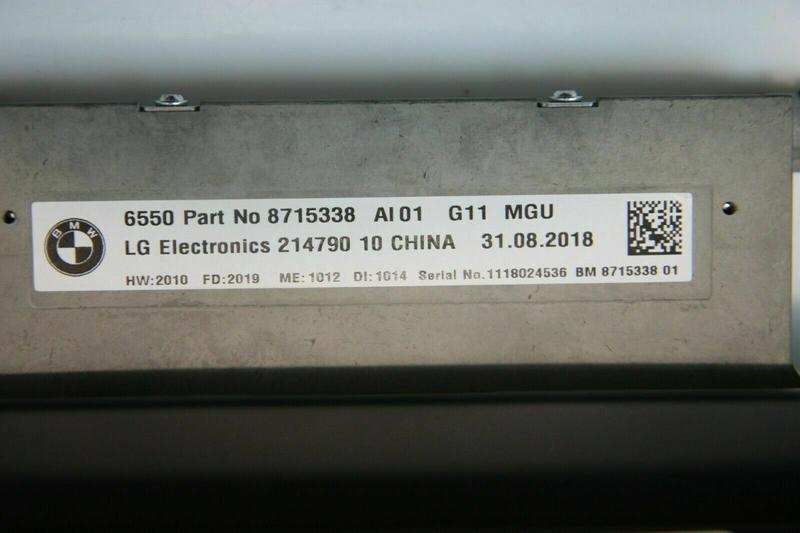 BMW
6550 Part No 8715338 AI 01 G11 MGU
LG Electronics 214790 10 CHINA 31.08.2018
HW:2010 FD:2019 ME:1012 DI:1014 Serial No.1118024536 BM 8715338 01